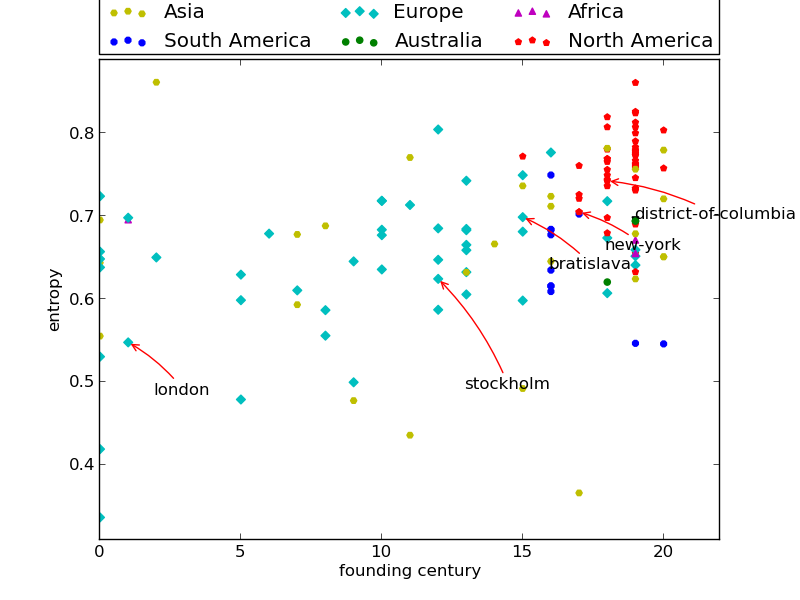 Asia Europe Africa
South America Australia North America
0.8
0.7
district-of-columbia
new-york
bratislava
0.6
entropy
0.5
london
stockholm
0.4
0 5 10 15 20
founding century